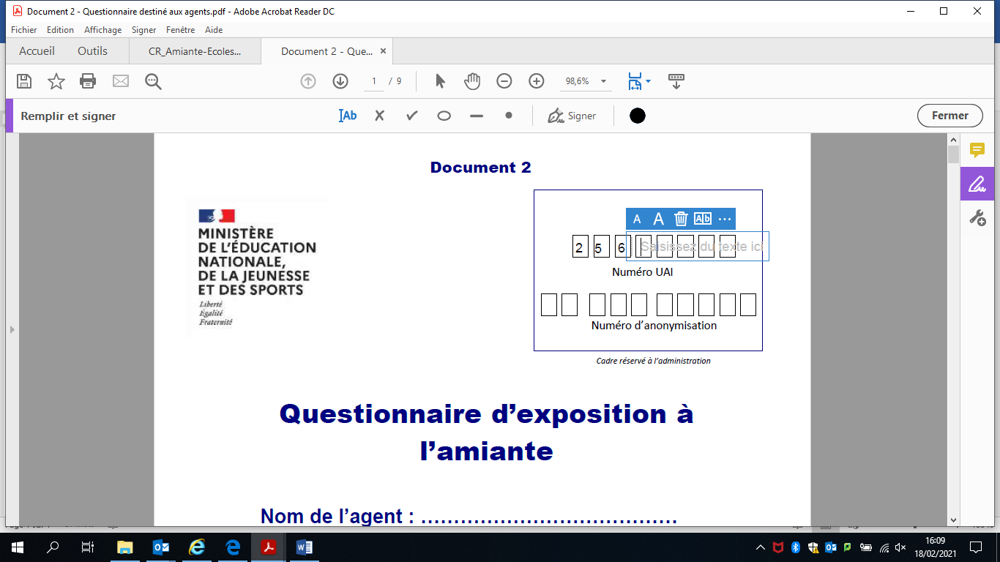 Document 2 - Questionnaire destiné aux agents.pdf - Adobe Acrobat Reader DC
Fichier Edition Affichage Signer Fenêtre Aide
Accueil Outils CR_Amiante-Ecoles... Document 2 - Que... ×
1 / 9 98,6%
Remplir et signer Ab Signer Fermer
Document 2
MINISTÈRE
DE L'ÉDUCATION
NATIONALE,
DE LA JEUNESSE
ET DES SPORTS
Liberté
Égalité
Fraternité
A A Ab ...
2 5 6 Saisissez du texte ici
Numéro UAI
Numéro d'anonymisation
Cadre réservé à l'administration
Questionnaire d'exposition à
l'amiante
Nom de l'agent : ......................................
16:09
18/02/2021